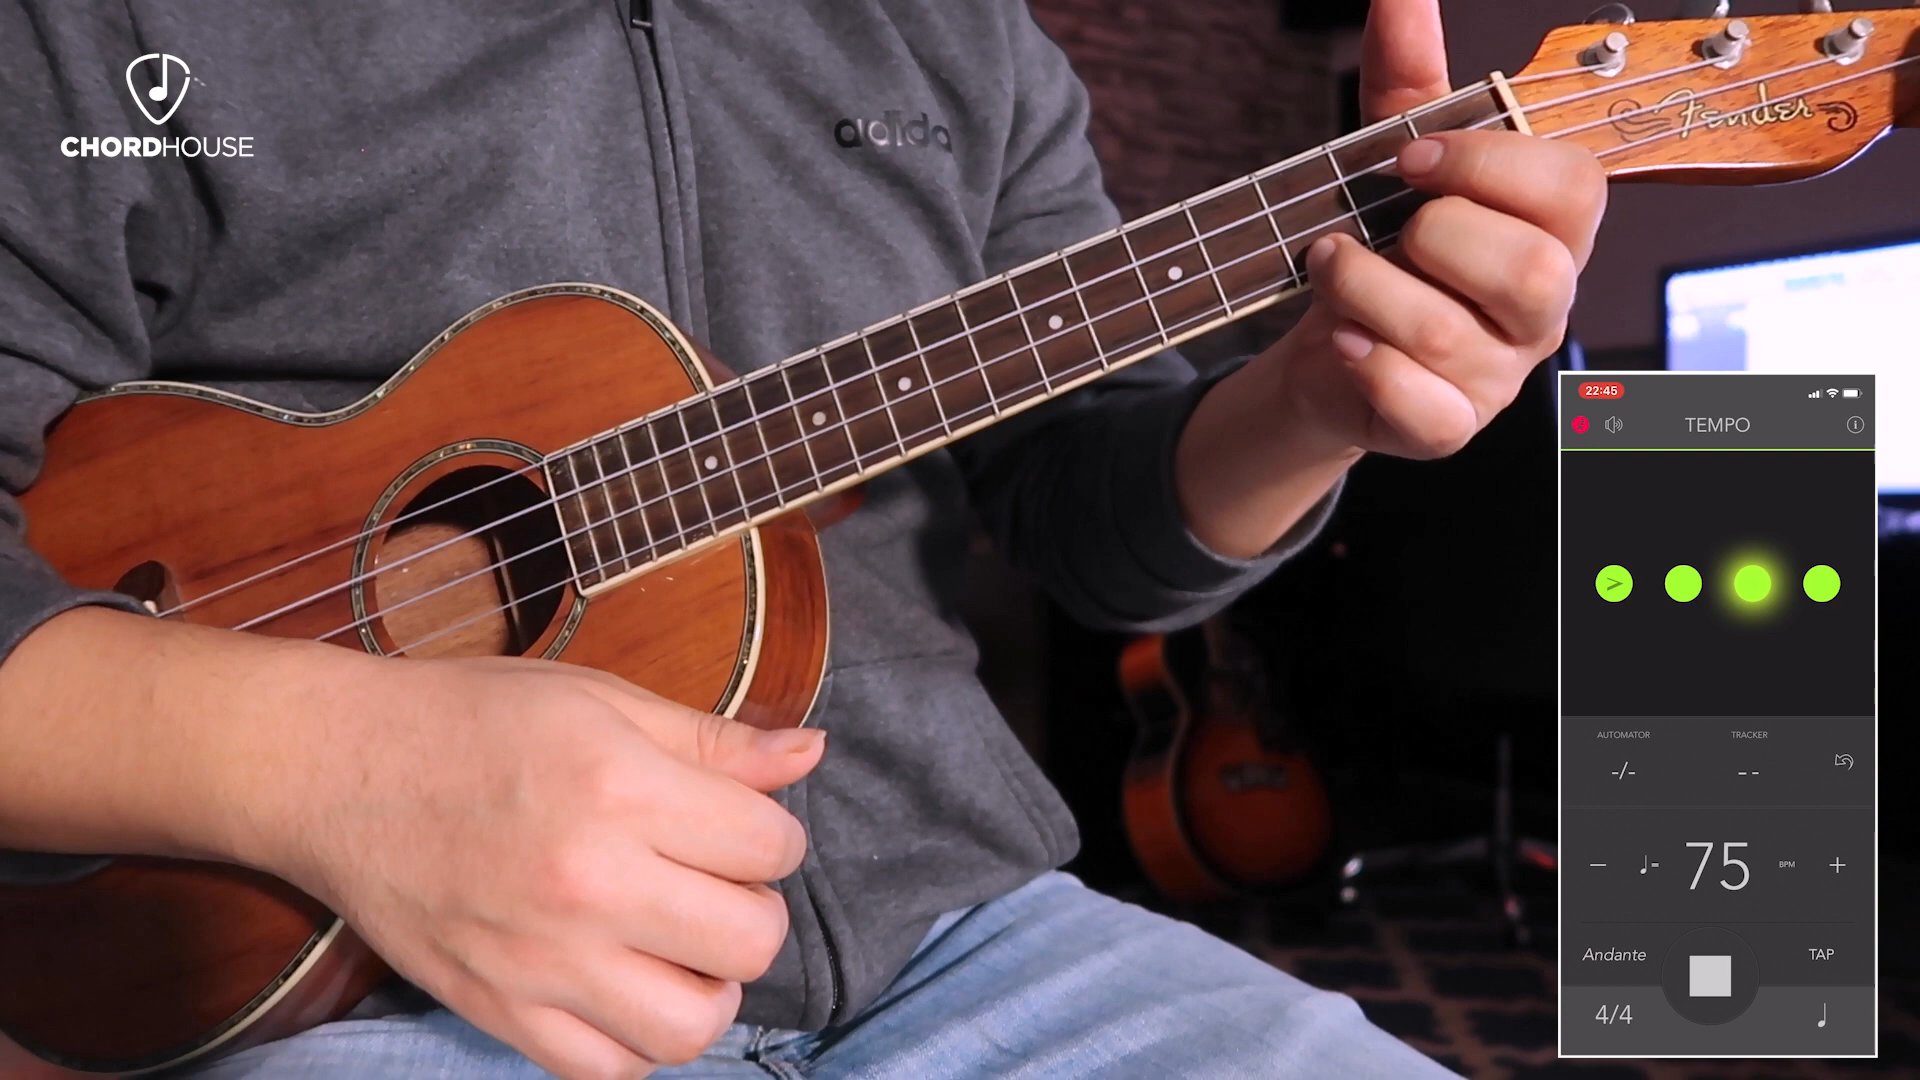 CHORDHOUSE
adida
Fender
22:45
TEMPO
>
AUTOMATOR
TRACKER
-/-
--
−
♩=
75
BPM
+
Andante
TAP
4/4
♩